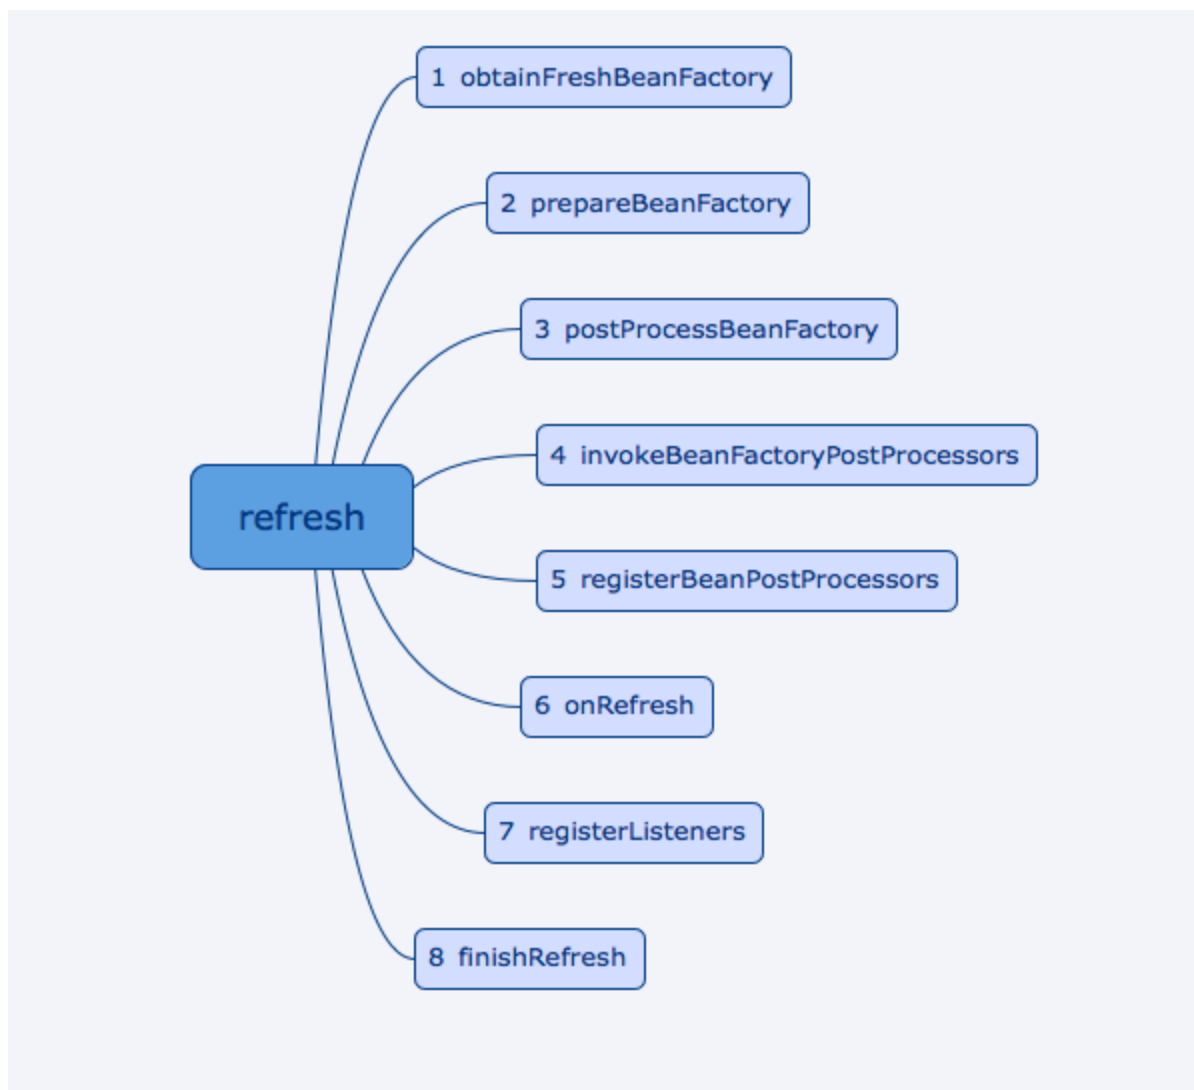 1 obtainFreshBeanFactory
2 prepareBeanFactory
3 postProcessBeanFactory
4 invokeBeanFactoryPostProcessors
refresh
5 registerBeanPostProcessors
6 onRefresh
7 registerListeners
8 finishRefresh